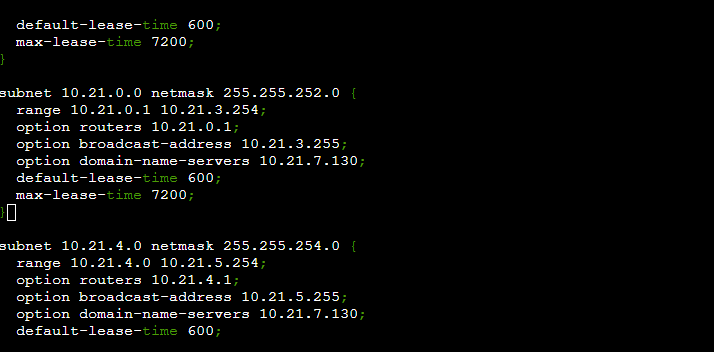 default-lease-time 600;
max-lease-time 7200;
}
subnet 10.21.0.0 netmask 255.255.252.0 {
range 10.21.0.1 10.21.3.254;
option routers 10.21.0.1;
option broadcast-address 10.21.3.255;
option domain-name-servers 10.21.7.130;
default-lease-time 600;
max-lease-time 7200;
}
subnet 10.21.4.0 netmask 255.255.254.0 {
range 10.21.4.0 10.21.5.254;
option routers 10.21.4.1;
option broadcast-address 10.21.5.255;
option domain-name-servers 10.21.7.130;
default-lease-time 600;